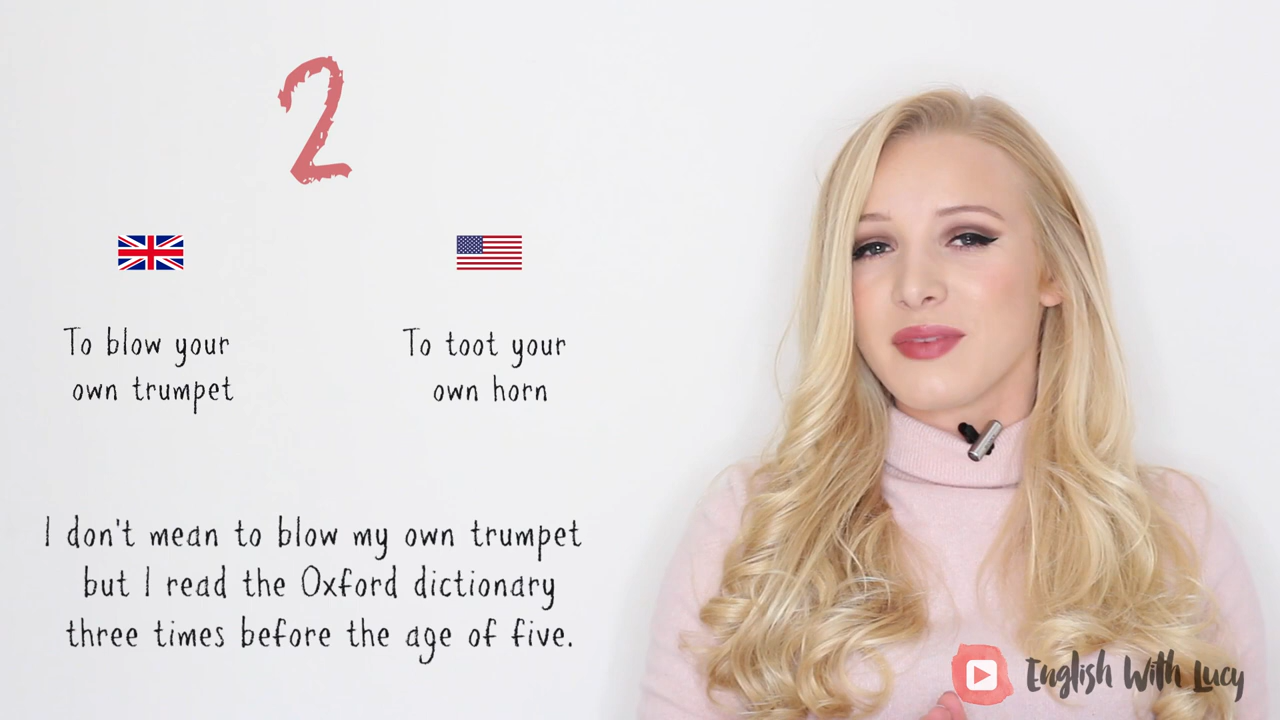 2
To blow your
own trumpet
To toot your
own horn
I don't mean to blow my own trumpet
but I read the Oxford dictionary
three times before the age of five.
English With Lucy